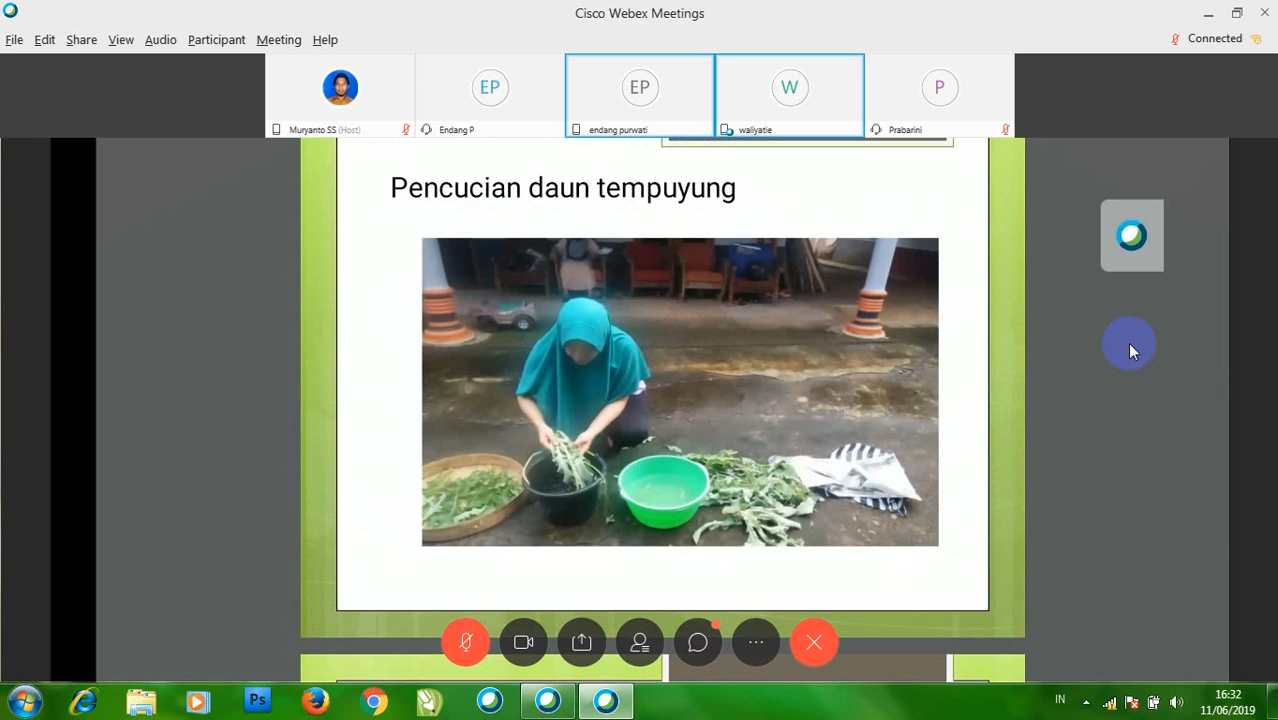 Cisco Webex Meetings
File Edit Share View Audio Participant Meeting Help
Connected
EP
EP
W
P
Muryanto SS (Host)
Endang P
endang purwati
waliyatie
Prabarini
Pencucian daun tempuyung
Ps
IN
16:32
11/06/2019